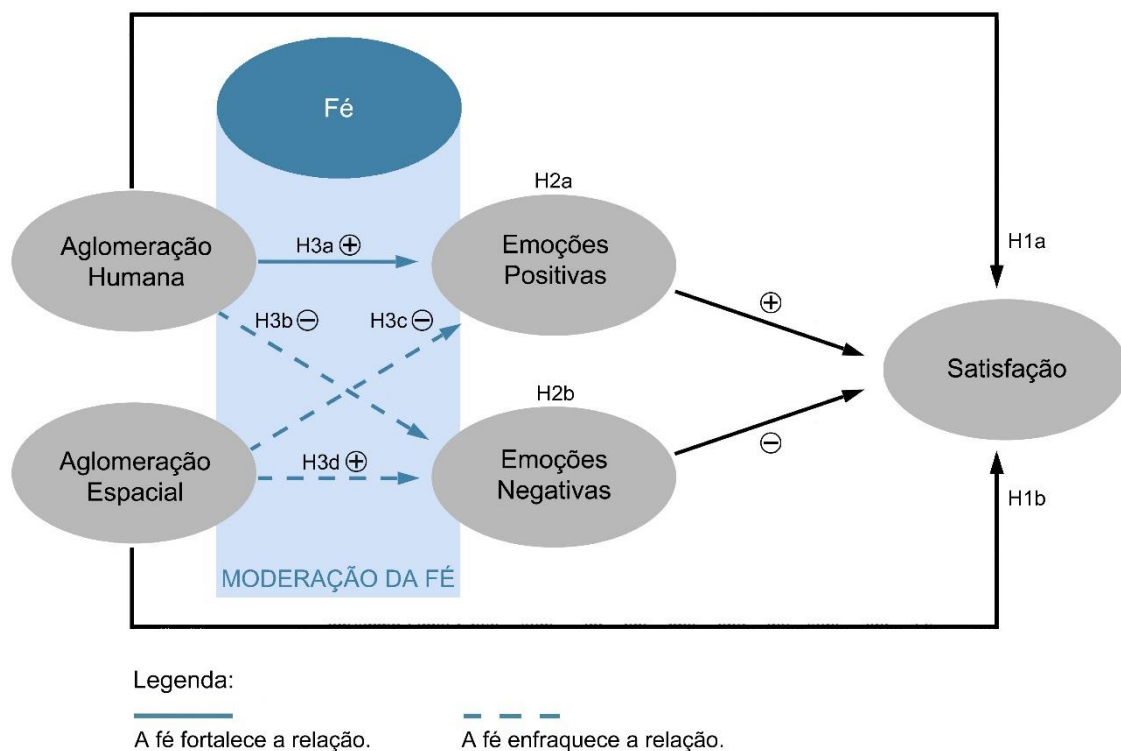 Fé
H2a
Aglomeração
Humana
H3a +
Emoções
Positivas
H1a
+
H3b −
H3c −
Satisfação
H2b
Aglomeração
Espacial
H3d +
Emoções
Negativas
−
H1b
MODERAÇÃO DA FÉ
Legenda:
A fé fortalece a relação.
A fé enfraquece a relação.